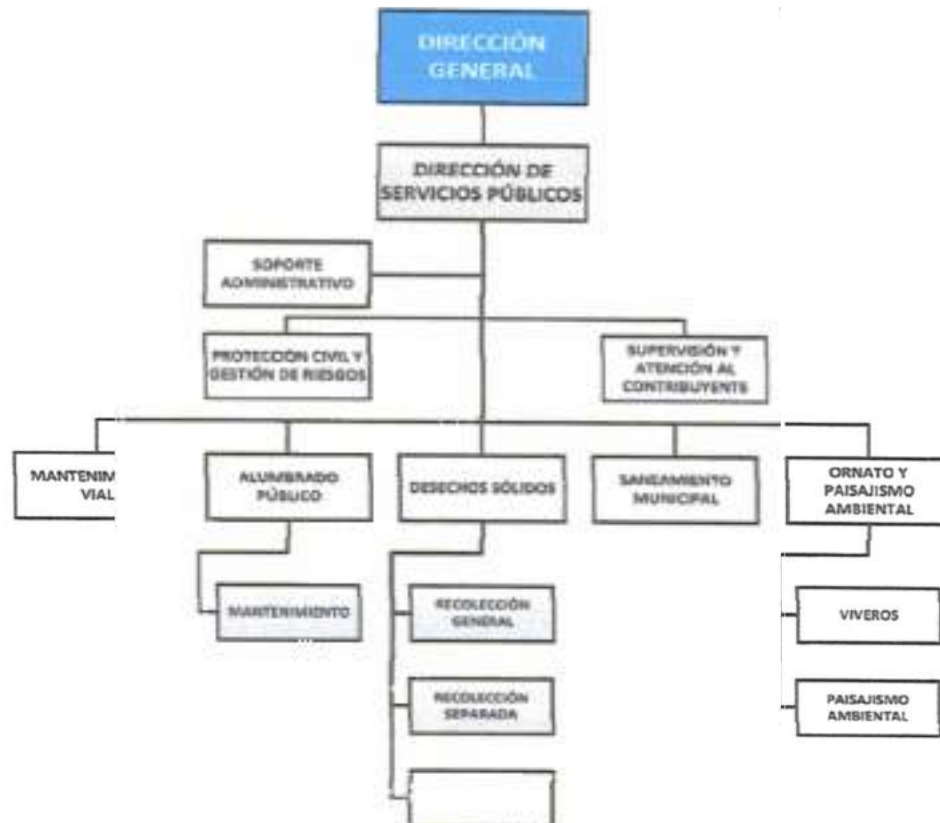 DIRECCIÓN
GENERAL
DIRECCIÓN DE
SERVICIOS PÚBLICOS
SOPORTE
ADMINISTRATIVO
PROTECCIÓN CIVIL Y
GESTIÓN DE RIESGOS
SUPERVISIÓN Y
ATENCIÓN AL
CONTRIBUYENTE
MANTENIM
VIAL
ALUMBRADO
PÚBLICO
DESECHOS SÓLIDOS
SANEAMIENTO
MUNICIPAL
ORNATO Y
PAISAJISMO
AMBIENTAL
MANTENIMIENTO
RECOLECCIÓN
GENERAL
VIVEROS
RECOLECCIÓN
SEPARADA
PAISAJISMO
AMBIENTAL